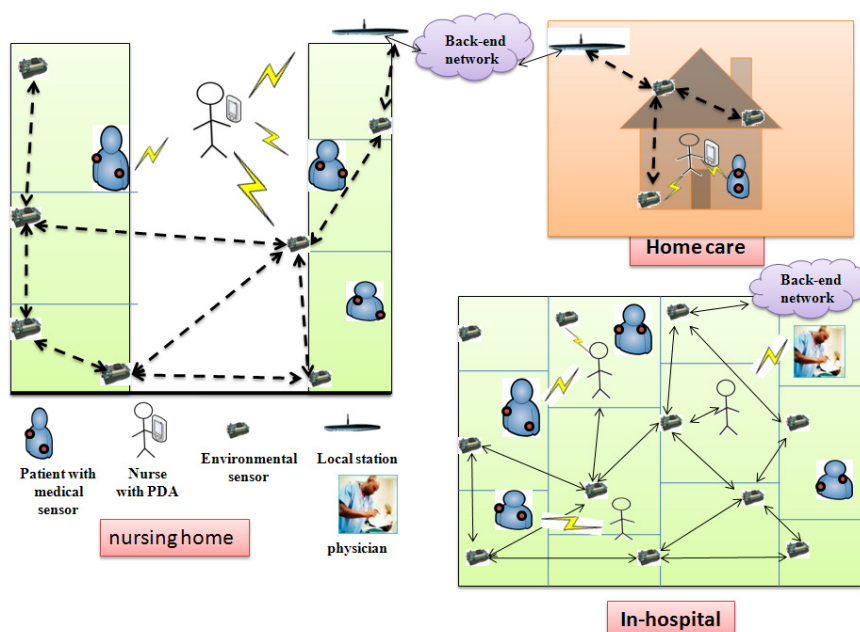 Back-end
network
Home care
Back-end
network
Patient with
medical
sensor
Nurse
with PDA
Environmental
sensor
Local station
physician
nursing home
In-hospital